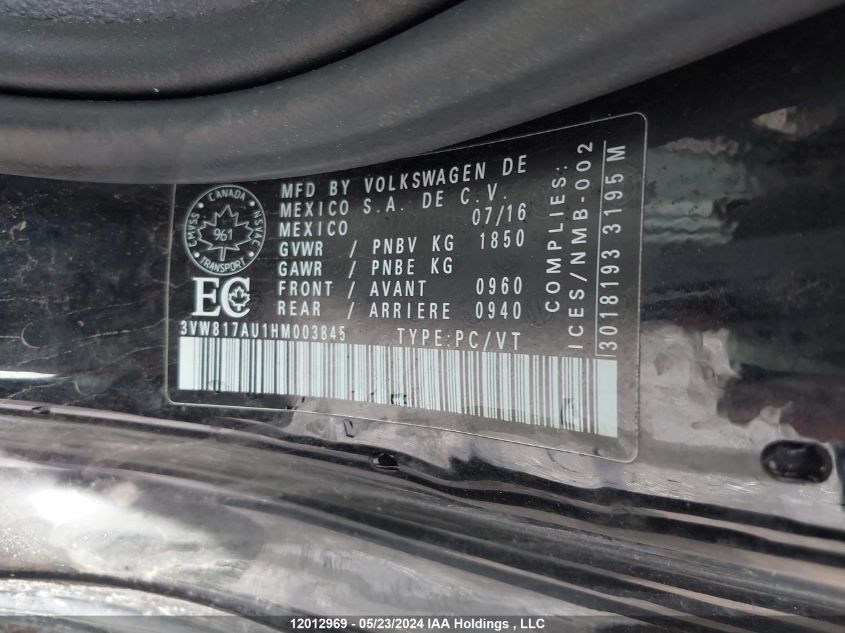 MFD BY VOLKSWAGEN DE
MEXICO S.A. DE C.V.
MEXICO 07/16
GVWR / PNBV KG 1850
GAWR / PNBE KG
FRONT / AVANT 0960
REAR / ARRIERE 0940
CANADA
CMVSS
NSVAC
961
TRANSPORT
EC
3VW817AU1HM003845 TYPE:PC/VT
COMPLIES:
ICES/NMB-002
3018193 3195 M
12012969 - 05/23/2024 IAA Holdings , LLC